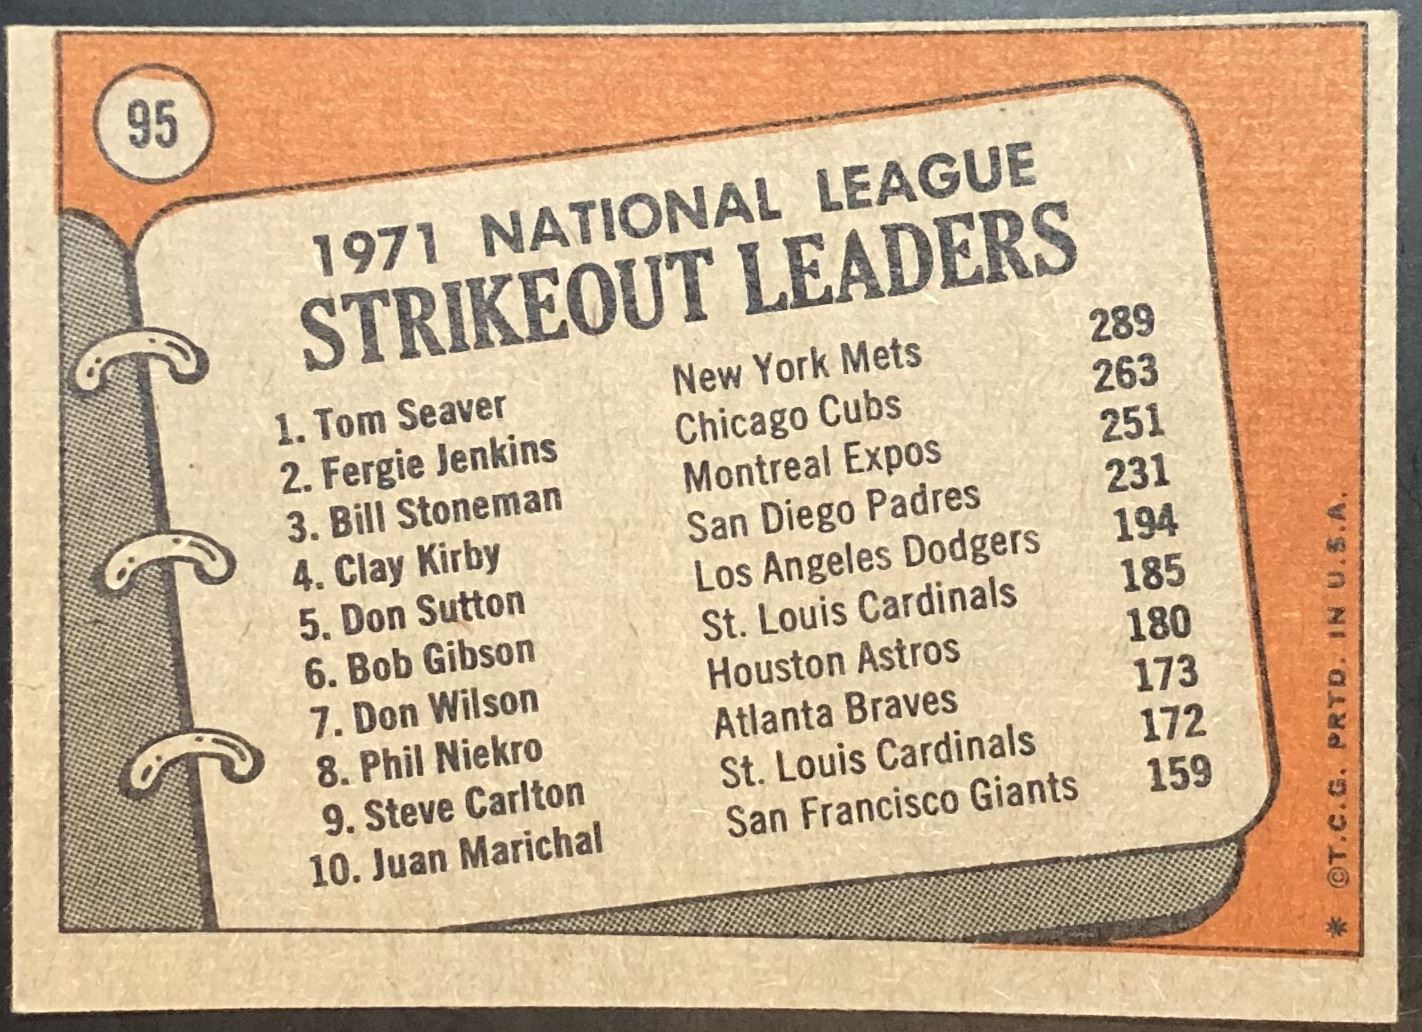 95
1971 NATIONAL LEAGUE
STRIKEOUT LEADERS
1. Tom Seaver New York Mets 289
2. Fergie Jenkins Chicago Cubs 263
3. Bill Stoneman Montreal Expos 251
4. Clay Kirby San Diego Padres 231
5. Don Sutton Los Angeles Dodgers 194
6. Bob Gibson St. Louis Cardinals 185
7. Don Wilson Houston Astros 180
8. Phil Niekro Atlanta Braves 173
9. Steve Carlton St. Louis Cardinals 172
10. Juan Marichal San Francisco Giants 159
* ©T.C.G. PRTD. IN U.S.A.